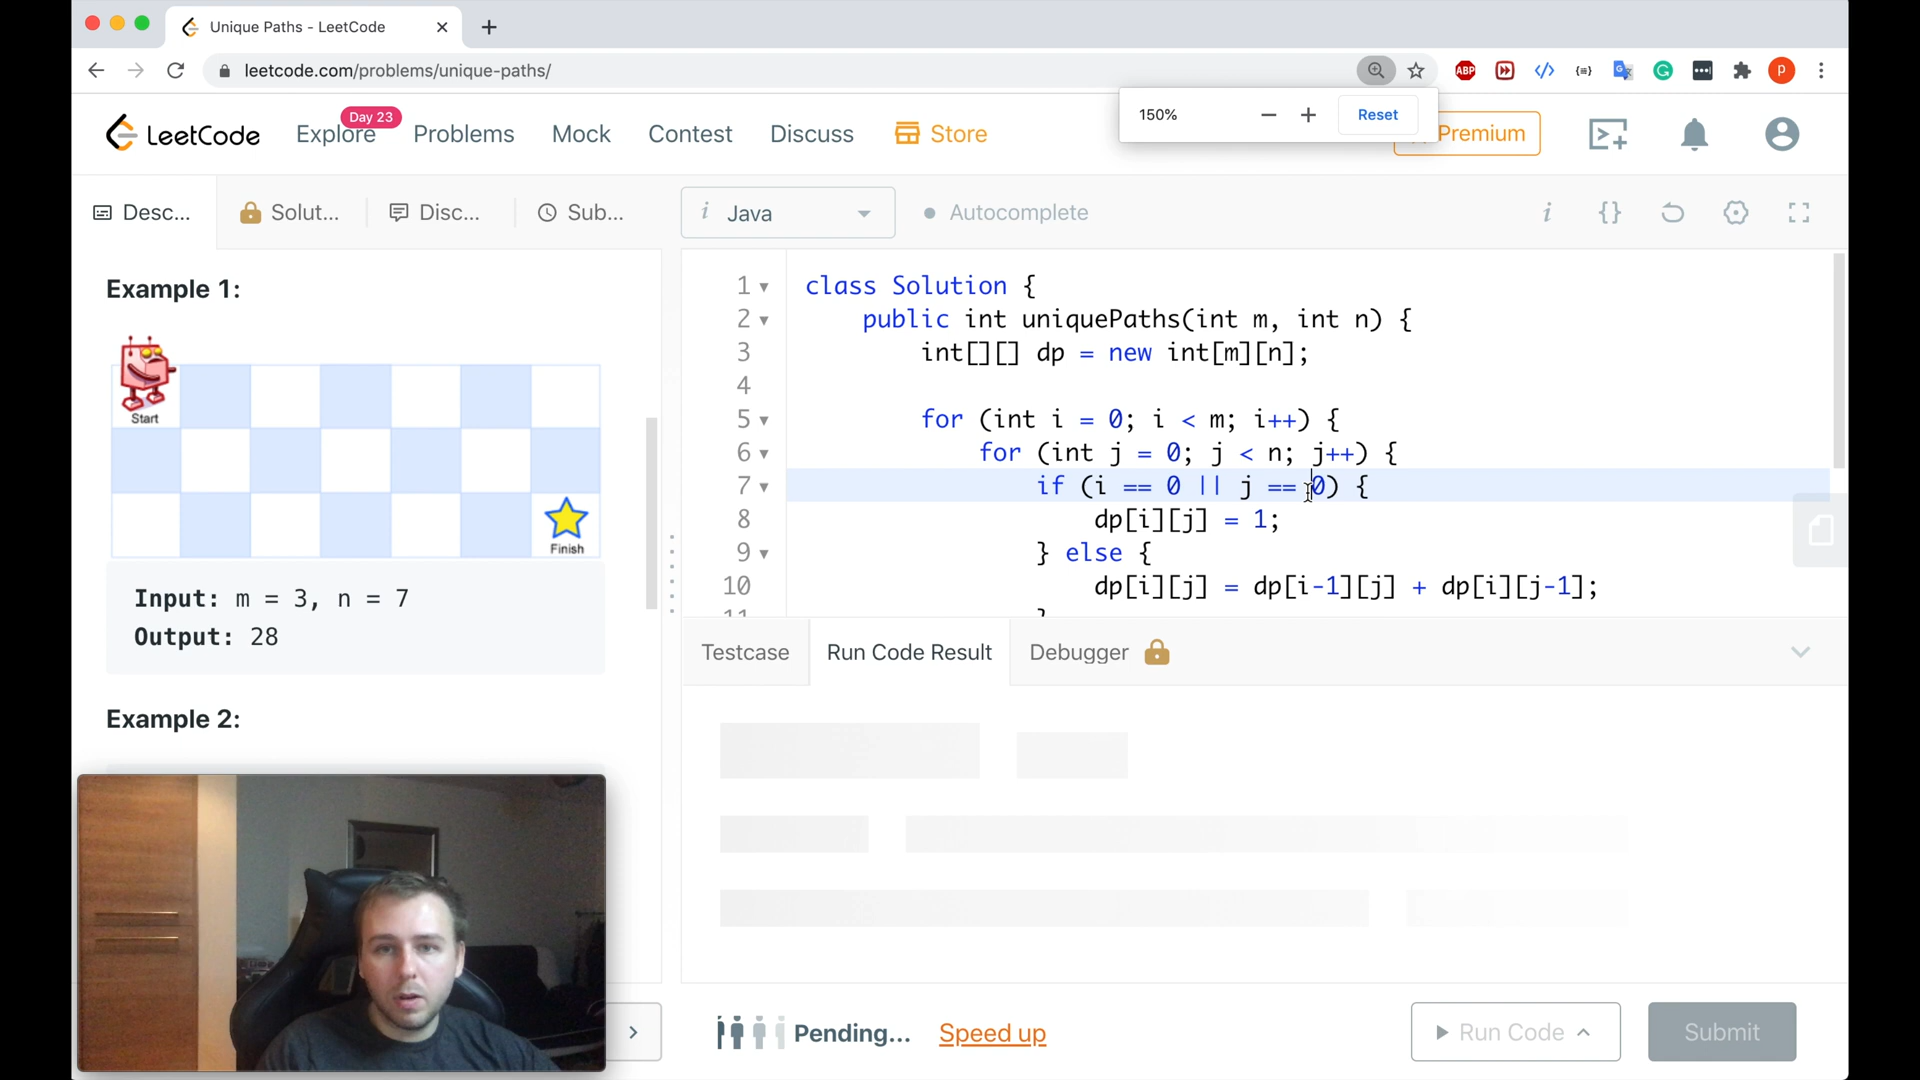 Unique Paths - LeetCode
leetcode.com/problems/unique-paths/
ABP
P
150%
Reset
LeetCode
Explore
Day 23
Problems
Mock
Contest
Discuss
Store
Premium
Desc...
Solut...
Disc...
Sub...
i Java
Autocomplete
i {}
Example 1:
Start
Finish
Input: m = 3, n = 7
Output: 28
Example 2:
1 class Solution {
2 public int uniquePaths(int m, int n) {
3 int[][] dp = new int[m][n];
4
5 for (int i = 0; i < m; i++) {
6 for (int j = 0; j < n; j++) {
7 if (i == 0 || j == 0) {
8 dp[i][j] = 1;
9 } else {
10 dp[i][j] = dp[i-1][j] + dp[i][j-1];
11 }
Testcase
Run Code Result
Debugger
Pending...
Speed up
Run Code
Submit